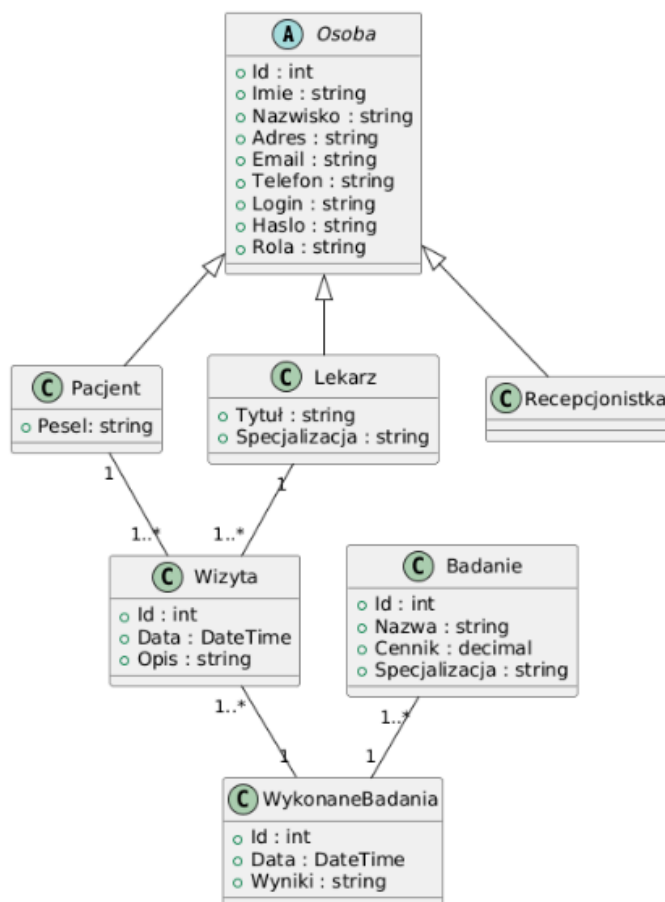 A Osoba
Id : int
Imie : string
Nazwisko : string
Adres : string
Email : string
Telefon : string
Login : string
Haslo : string
Rola : string
C Pacjent
Pesel: string
C Lekarz
Tytuł : string
Specjalizacja : string
C Recepcjonistka
1
1
1..*
1..*
C Wizyta
Id : int
Data : DateTime
Opis : string
C Badanie
Id : int
Nazwa : string
Cennik : decimal
Specjalizacja : string
1..*
1..*
1
1
C WykonaneBadania
Id : int
Data : DateTime
Wyniki : string